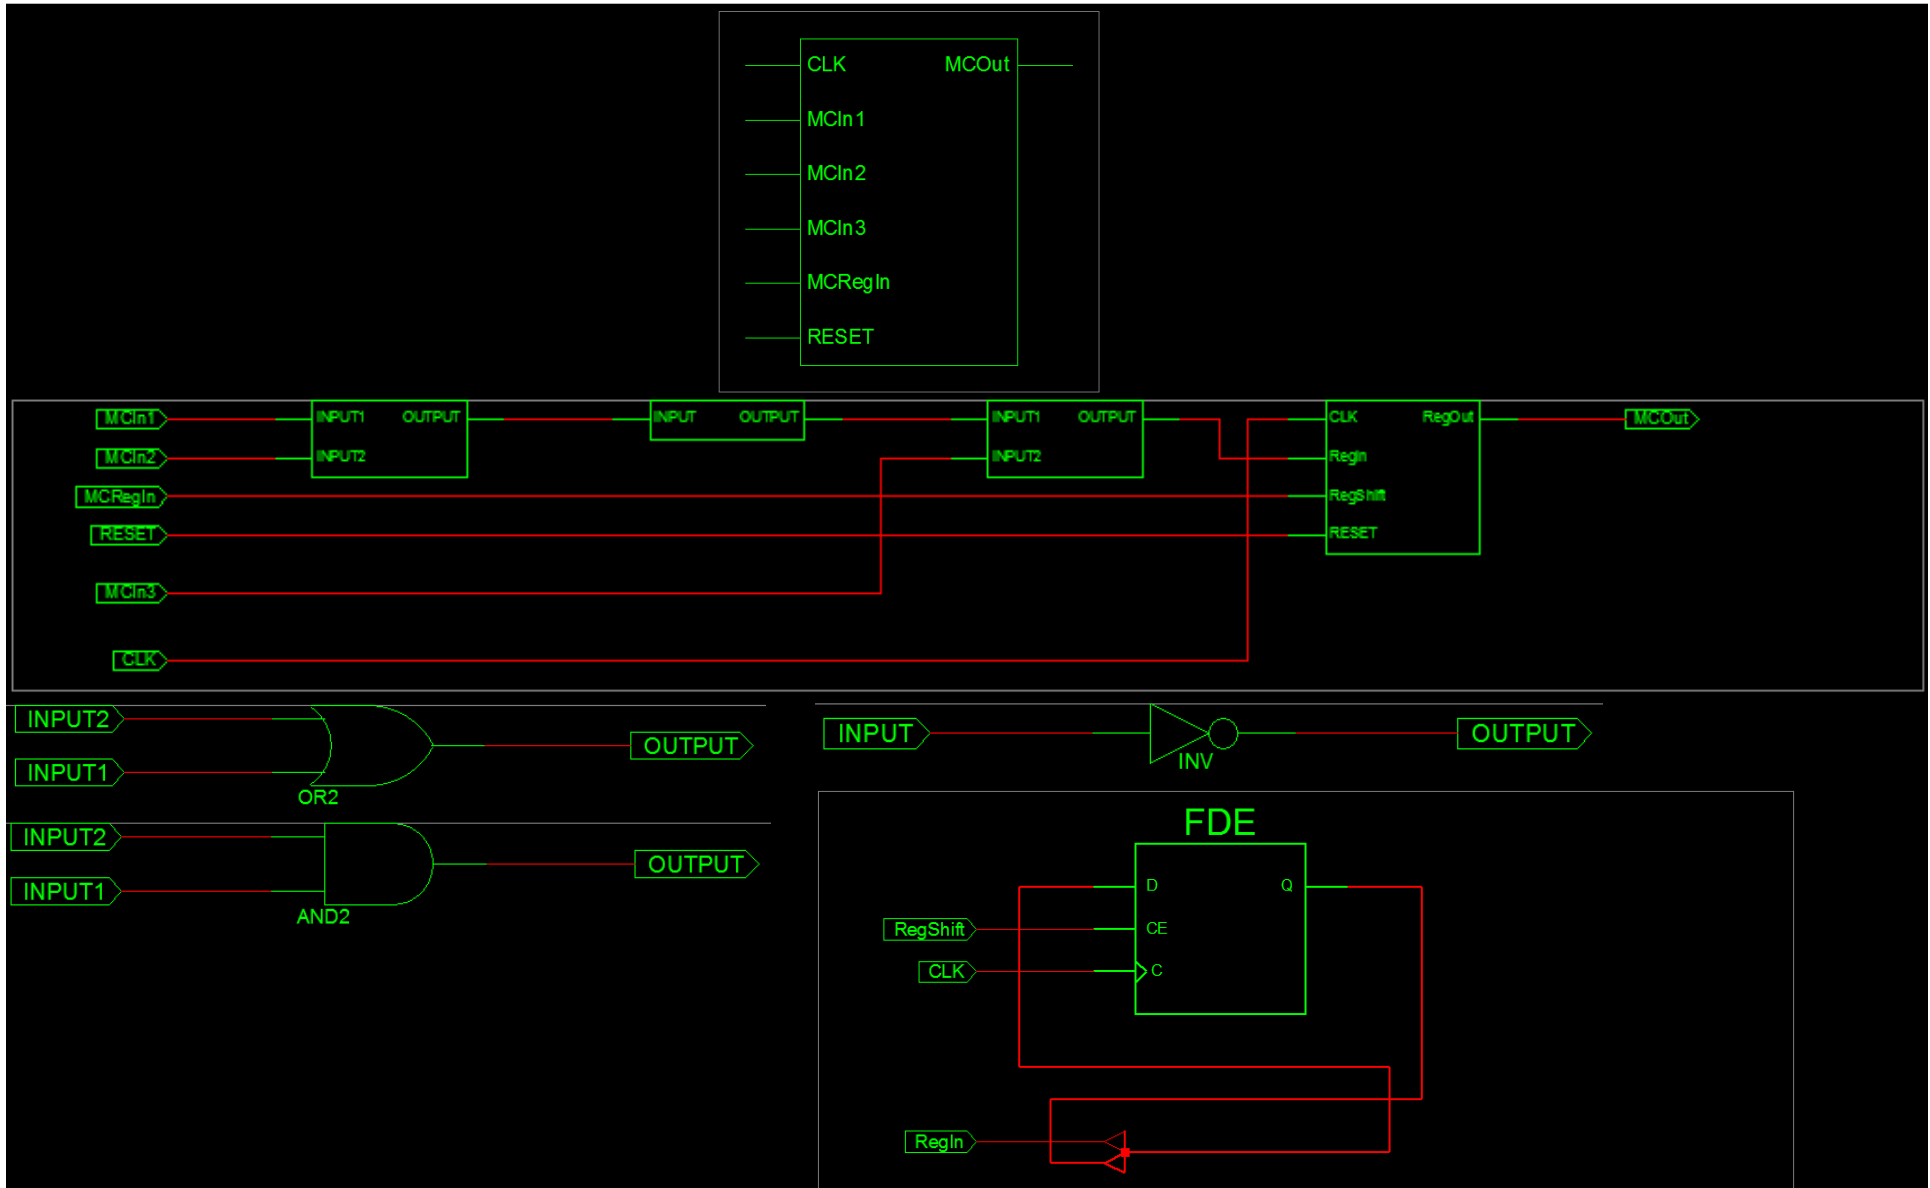 CLK MCOut
MCIn1
MCIn2
MCIn3
MCRegIn
RESET
MCIn1 INPUT1 OUTPUT INPUT OUTPUT INPUT1 OUTPUT CLK RegOut MCOut
MCIn2 INPUT2 INPUT2 RegIn
MCRegIn RegShift
RESET RESET
MCIn3
CLK
INPUT2
OUTPUT
INPUT1
OR2
INPUT OUTPUT
INV
INPUT2
OUTPUT
INPUT1
AND2
FDE
D Q
RegShift CE
CLK C
RegIn